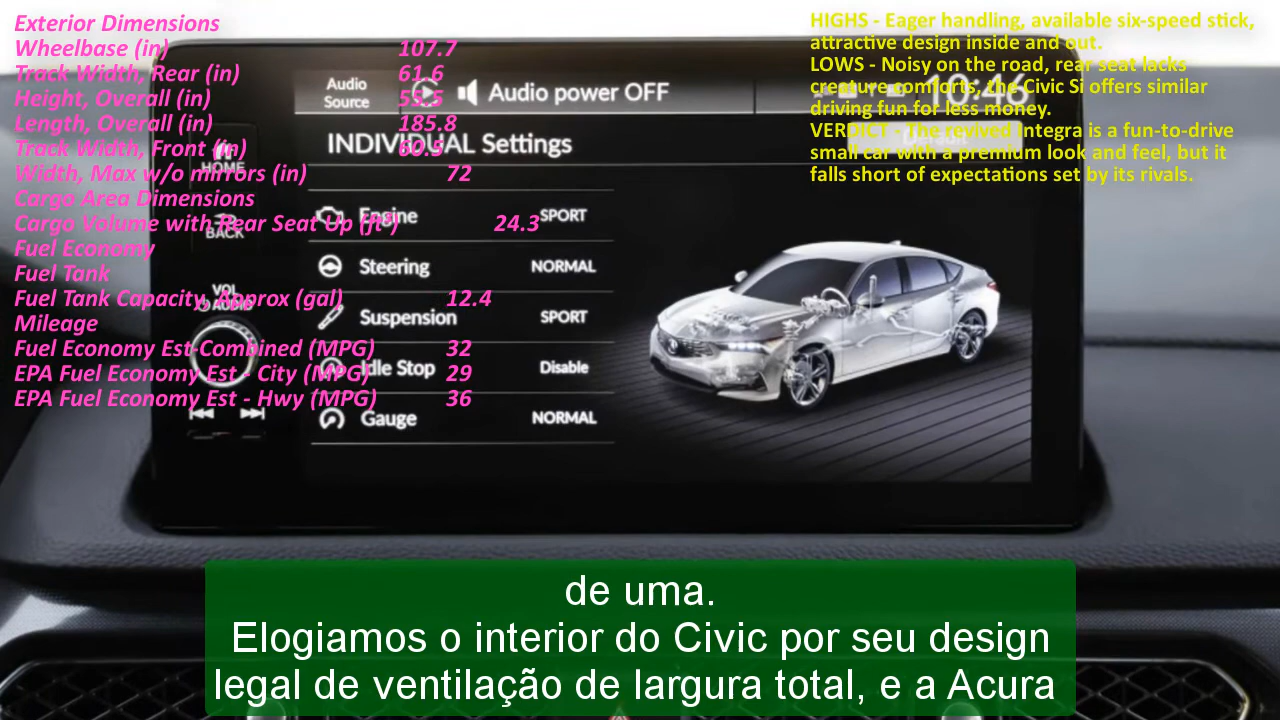 Exterior Dimensions
Wheelbase (in) 107.7
Track Width, Rear (in) 61.6
Height, Overall (in) 55.5
Length, Overall (in) 185.8
Track Width, Front (in) 60.5
Width, Max w/o mirrors (in) 72
Cargo Area Dimensions
Cargo Volume with Rear Seat Up (ft³) 24.3
Fuel Economy
Fuel Tank
Fuel Tank Capacity, Approx (gal) 12.4
Mileage
Fuel Economy Est-Combined (MPG) 32
EPA Fuel Economy Est - City (MPG) 29
EPA Fuel Economy Est - Hwy (MPG) 36
HIGHS - Eager handling, available six-speed stick,
attractive design inside and out.
LOWS - Noisy on the road, rear seat lacks
creature comforts, the Civic Si offers similar
driving fun for less money.
VERDICT - The revived Integra is a fun-to-drive
small car with a premium look and feel, but it
falls short of expectations set by its rivals.
Audio
Source
Audio power OFF
10:46
INDIVIDUAL Settings
Default
HOME
BACK
VOL
AUDIO
Engine SPORT
Steering NORMAL
Suspension SPORT
Idle Stop Disable
Gauge NORMAL
de uma.
Elogiamos o interior do Civic por seu design
legal de ventilação de largura total, e a Acura